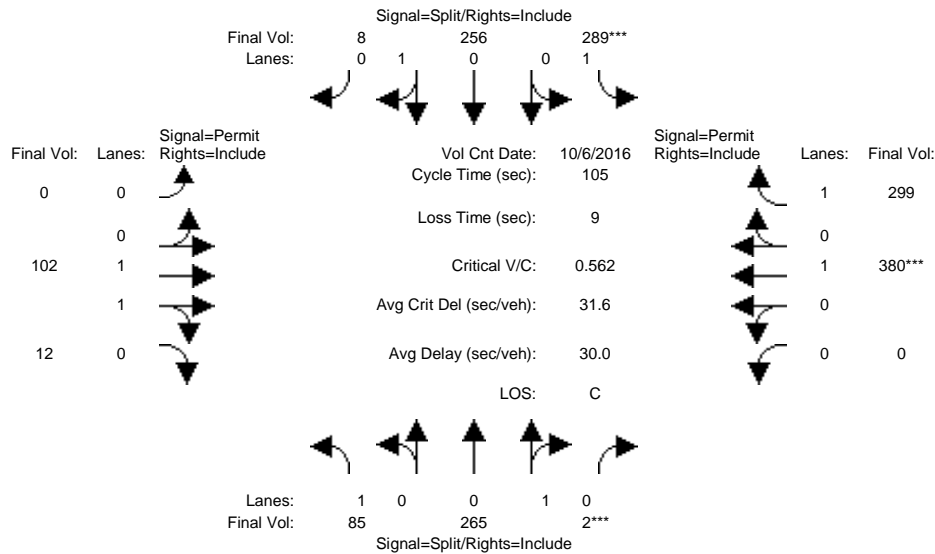 Signal=Split/Rights=Include
Final Vol: 8 256 289***
Lanes: 0 1 0 0 1
Signal=Permit Signal=Permit
Final Vol: Lanes: Rights=Include Vol Cnt Date: 10/6/2016 Rights=Include Lanes: Final Vol:
Cycle Time (sec): 105
0 0 1 299
Loss Time (sec): 9
0 0
102 1 Critical V/C: 0.562 1 380***
1 Avg Crit Del (sec/veh): 31.6 0
12 0 Avg Delay (sec/veh): 30.0 0 0
LOS: C
Lanes: 1 0 0 1 0
Final Vol: 85 265 2***
Signal=Split/Rights=Include